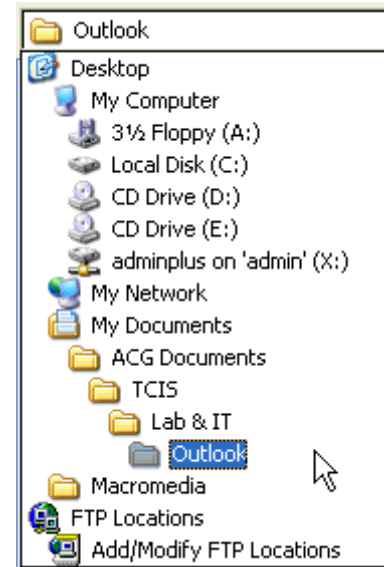 Outlook
Desktop
My Computer
3½ Floppy (A:)
Local Disk (C:)
CD Drive (D:)
CD Drive (E:)
adminplus on 'admin' (X:)
My Network
My Documents
ACG Documents
TCIS
Lab & IT
Outlook
Macromedia
FTP Locations
Add/Modify FTP Locations